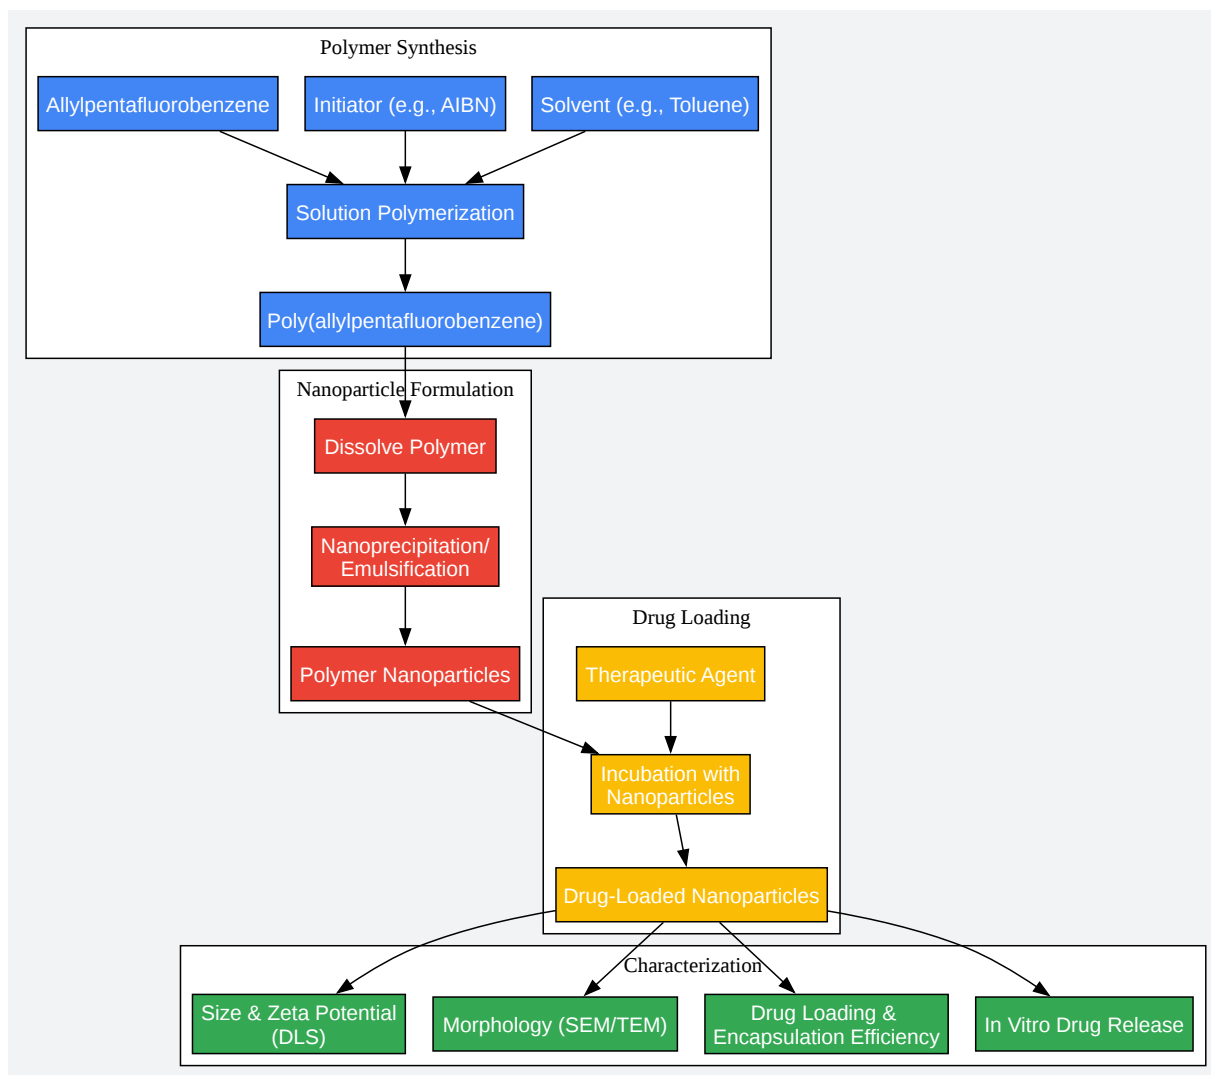 Polymer Synthesis
Allylpentafluorobenzene
Initiator (e.g., AIBN)
Solvent (e.g., Toluene)
Solution Polymerization
Poly(allylpentafluorobenzene)
Nanoparticle Formulation
Dissolve Polymer
Nanoprecipitation/
Emulsification
Polymer Nanoparticles
Drug Loading
Therapeutic Agent
Incubation with
Nanoparticles
Drug-Loaded Nanoparticles
Characterization
Size & Zeta Potential
(DLS)
Morphology (SEM/TEM)
Drug Loading &
Encapsulation Efficiency
In Vitro Drug Release